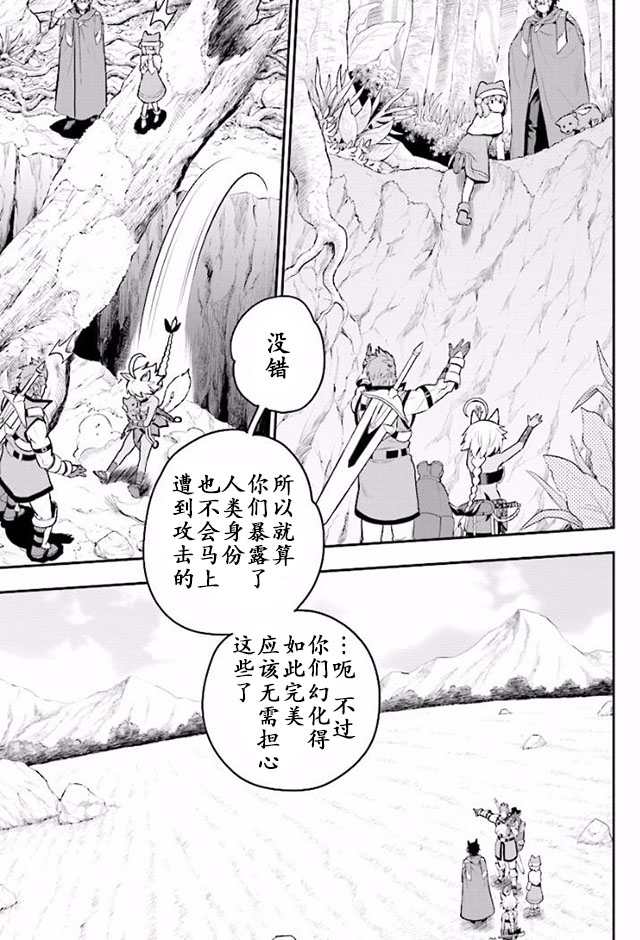 没错
所以就算
你们暴露了
人类身份
也不会马上
遭到攻击的
…呃 不过
你们幻化得
如此完美
应该无需担心
这些了